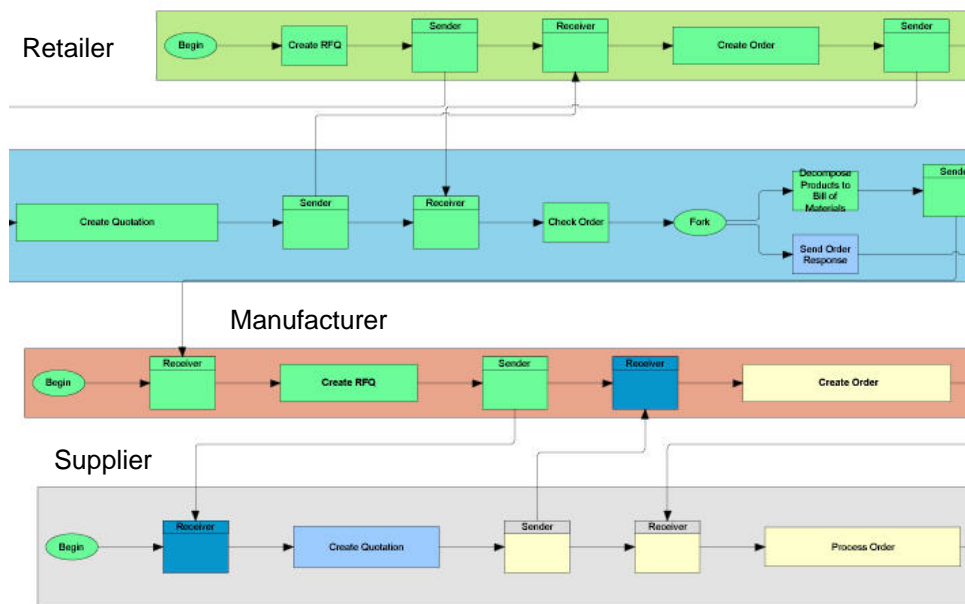 Retailer
Begin
Create RFQ
Sender
Receiver
Create Order
Sender
Create Quotation
Sender
Receiver
Check Order
Fork
Decompose
Products to
Bill of
Materials
Send Order
Response
Manufacturer
Begin
Receiver
Create RFQ
Sender
Receiver
Create Order
Supplier
Begin
Receiver
Create Quotation
Sender
Receiver
Process Order